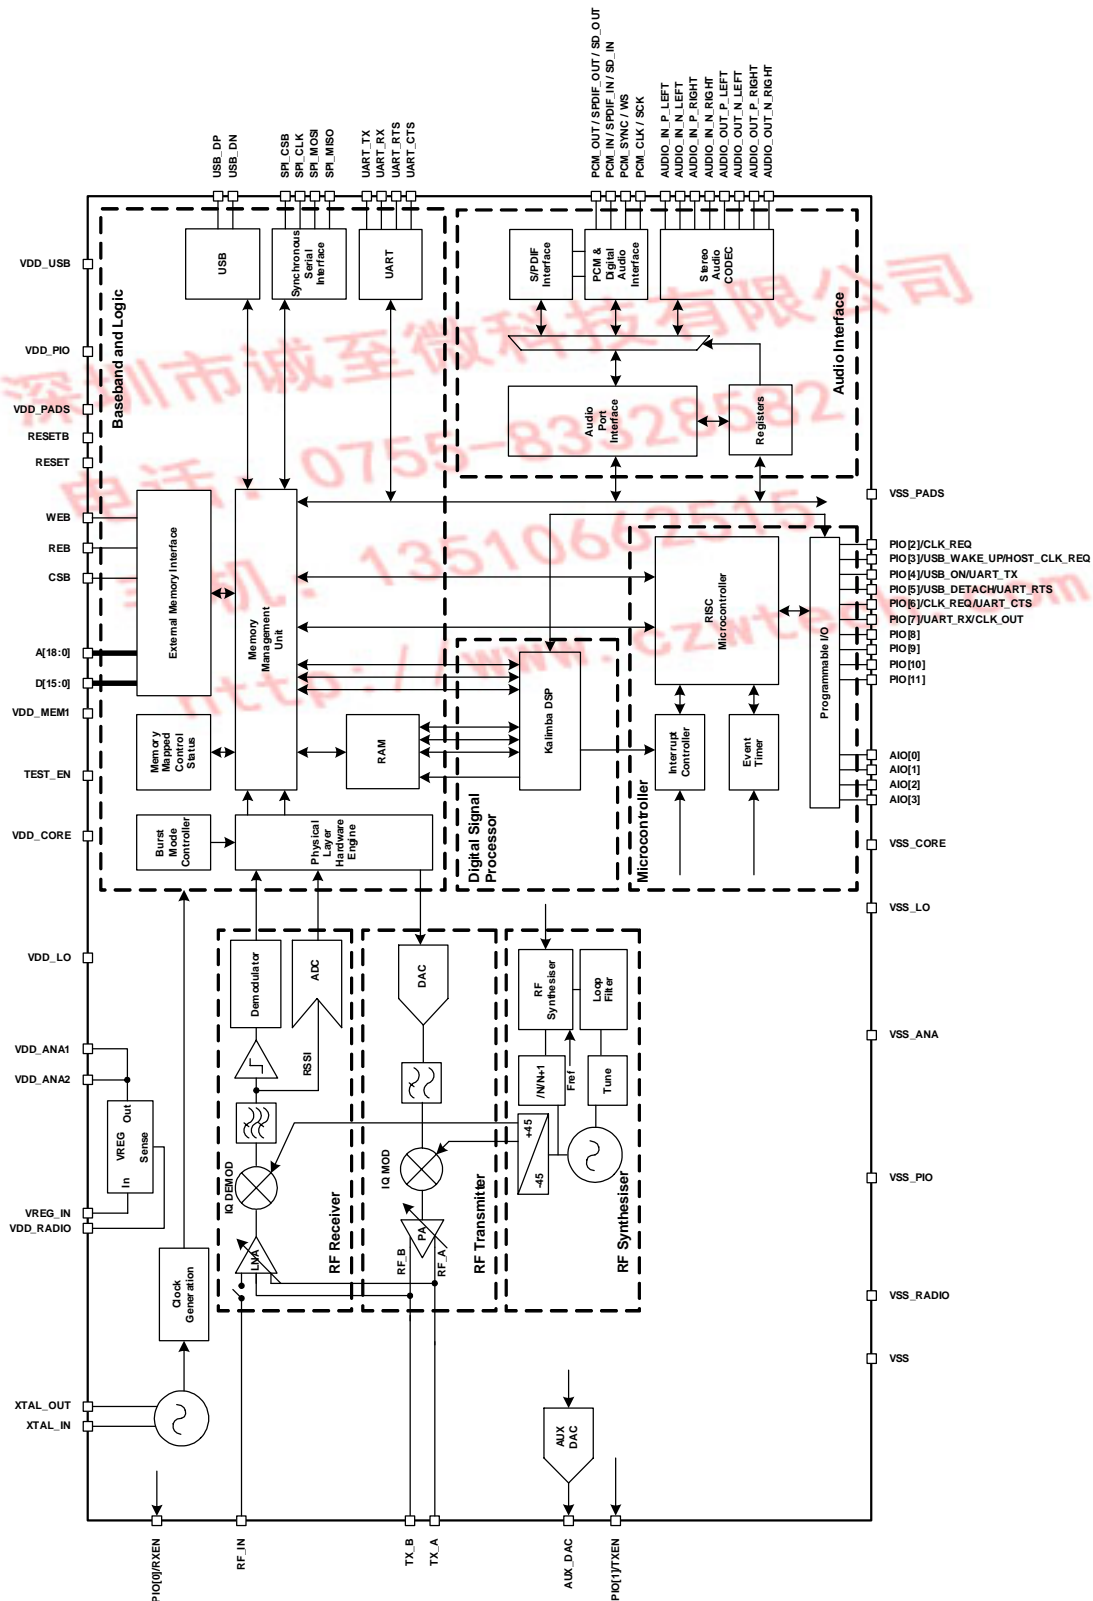 USB_DP
USB_DN
SPI_CSB
SPI_CLK
SPI_MOSI
SPI_MISO
UART_TX
UART_RX
UART_RTS
UART_CTS
PCM_OUT / SPDIF_OUT / SD_OUT
PCM_IN / SPDIF_IN / SD_IN
PCM_SYNC / WS
PCM_CLK / SCK
AUDIO_IN_P_LEFT
AUDIO_IN_N_LEFT
AUDIO_IN_P_RIGHT
AUDIO_IN_N_RIGHT
AUDIO_OUT_P_LEFT
AUDIO_OUT_N_LEFT
AUDIO_OUT_P_RIGHT
AUDIO_OUT_N_RIGHT
VDD_USB
VDD_PIO
VDD_PADS
RESETB
RESET
WEB
REB
CSB
A[18:0]
D[15:0]
VDD_MEM1
TEST_EN
VDD_CORE
VDD_LO
VDD_ANA1
VDD_ANA2
VREG_IN
VDD_RADIO
XTAL_OUT
XTAL_IN
Baseband and Logic
USB
Synchronous
Serial
Interface
UART
External Memory Interface
Memory
Management
Unit
Memory
Mapped
Control
Status
RAM
Burst
Mode
Controller
Physical
Layer
Hardware
Engine
S/PDIF
Interface
PCM &
Digital
Audio
Interface
Stereo
Audio
CODEC
Audio
Port
Interface
Registers
Audio Interface
Kalimba DSP
Digital Signal
Processor
RISC
Microcontroller
Interrupt
Controller
Event
Timer
Programmable I/O
Microcontroller
VSS_PADS
PIO[2]/CLK_REQ
PIO[3]/USB_WAKE_UP/HOST_CLK_REQ
PIO[4]/USB_ON/UART_TX
PIO[5]/USB_DETACH/UART_RTS
PIO[6]/CLK_REQ/UART_CTS
PIO[7]/UART_RX/CLK_OUT
PIO[8]
PIO[9]
PIO[10]
PIO[11]
AIO[0]
AIO[1]
AIO[2]
AIO[3]
VSS_CORE
VSS_LO
VSS_ANA
VSS_PIO
VSS_RADIO
VSS
Demodulator
ADC
RSSI
IQ DEMOD
LNA
RF Receiver
DAC
IQ MOD
PA
RF_B
RF_A
RF Transmitter
RF
Synthesiser
Loop
Filter
/N/N+1
Fref
Tune
+45
-45
RF Synthesiser
VREG
In
Out
Sense
Clock
Generation
AUX
DAC
PIO[0]/RXEN
RF_IN
TX_B
TX_A
AUX_DAC
PIO[1]/TXEN
深圳市诚至微科技有限公司
电话：0755-83328582
手机：13510662515
http://www.czwtech.com